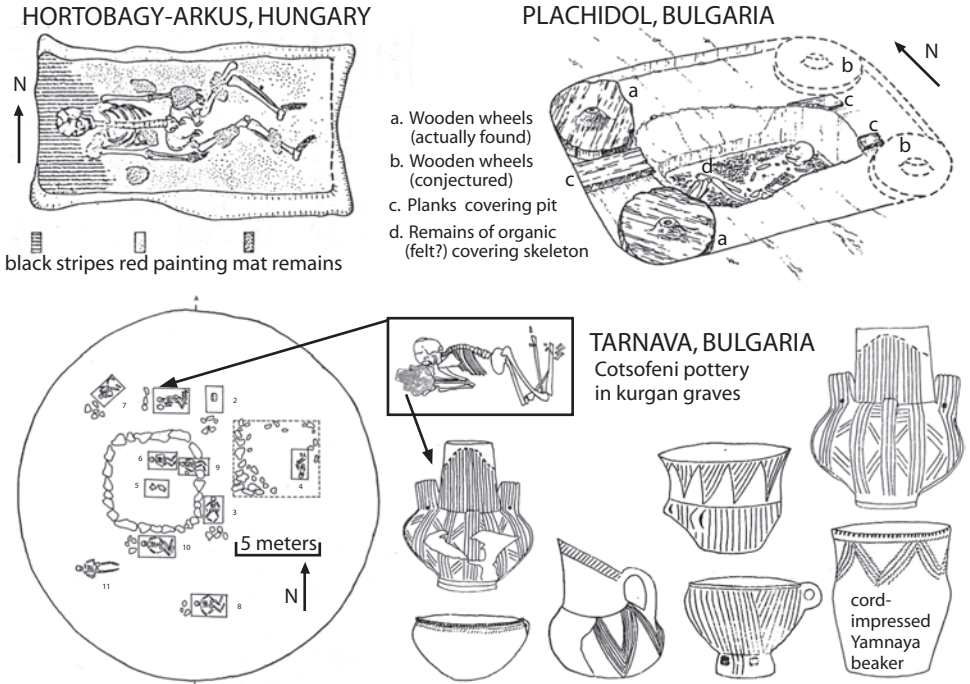 HORTOBAGY-ARKUS, HUNGARY
N
black stripes red painting mat remains
PLACHIDOL, BULGARIA
N
a. Wooden wheels
(actually found)
b. Wooden wheels
(conjectured)
c. Planks covering pit
d. Remains of organic
(felt?) covering skeleton
a
b
c
c
b
d
c
a
A
7
2
6
9
4
5
3
10
5 meters
11
N
8
TARNAVA, BULGARIA
Cotsofeni pottery
in kurgan graves
cord-
impressed
Yamnaya
beaker